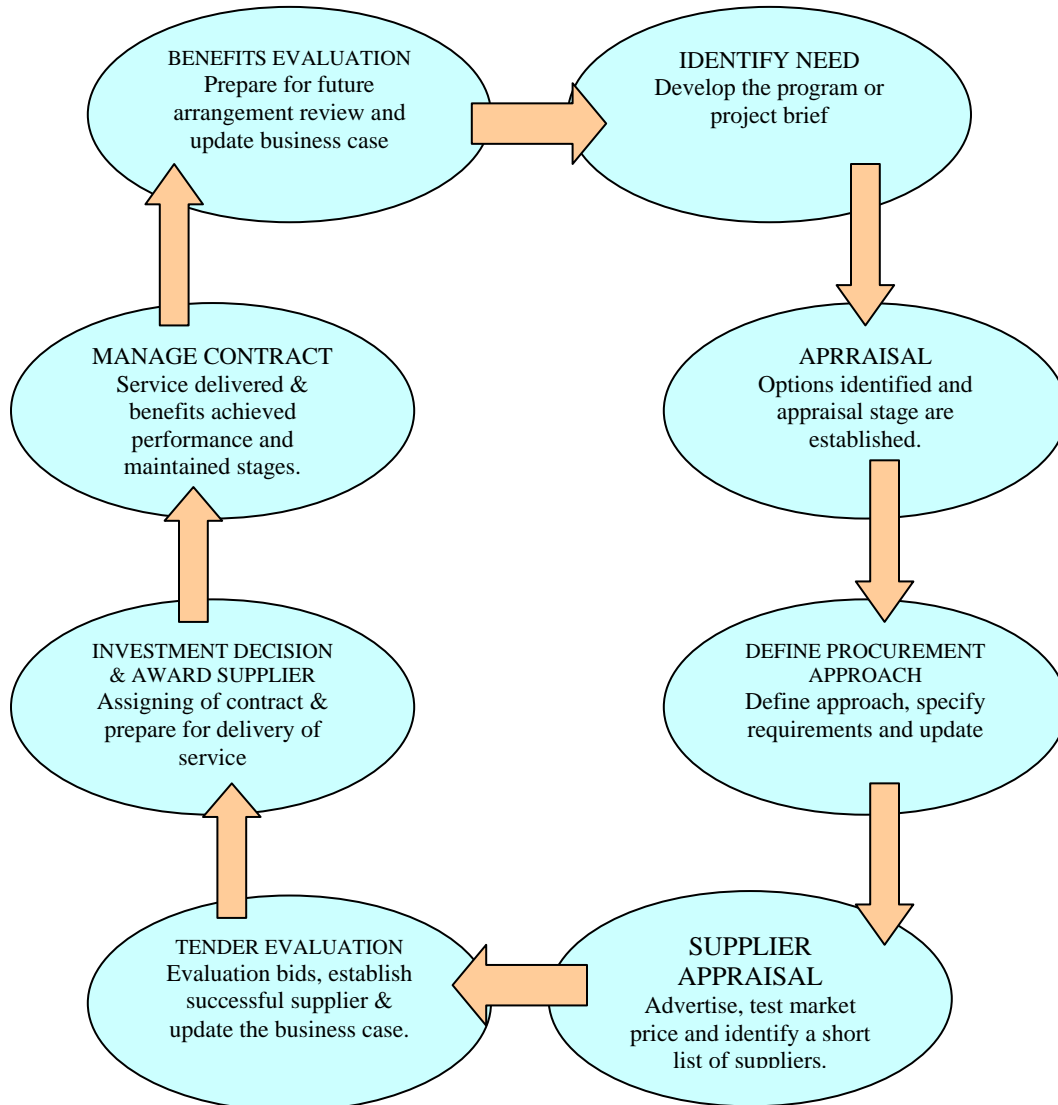 BENEFITS EVALUATION
Prepare for future
arrangement review and
update business case
IDENTIFY NEED
Develop the program or
project brief
APRRAISAL
Options identified and
appraisal stage are
established.
DEFINE PROCUREMENT
APPROACH
Define approach, specify
requirements and update
SUPPLIER
APPRAISAL
Advertise, test market
price and identify a short
list of suppliers.
TENDER EVALUATION
Evaluation bids, establish
successful supplier &
update the business case.
INVESTMENT DECISION
& AWARD SUPPLIER
Assigning of contract &
prepare for delivery of
service
MANAGE CONTRACT
Service delivered &
benefits achieved
performance and
maintained stages.